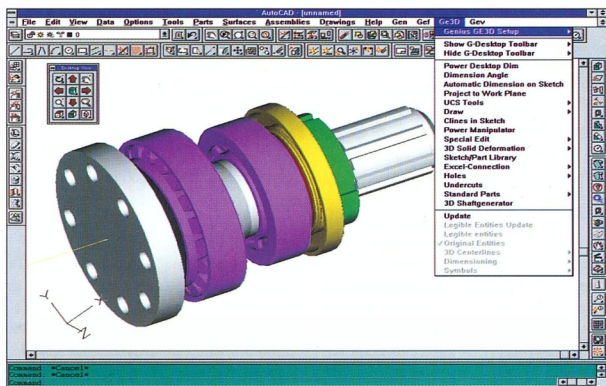 AutoCAD - [unnamed]
File Edit View Data Options Tools Parts Surfaces Assemblies Drawings Help Gen Gef Ge3D Gev
0
Genius GE3D Setup
Show G-Desktop Toolbar
Hide G-Desktop Toolbar
Power Desktop Dim
Dimension Angle
Automatic Dimension on Sketch
Project to Work Plane
UCS Tools
Draw
Clines in Sketch
Power Manipulator
Special Edit
3D Solid Deformation
Sketch/Part Library
Excel-Connection
Holes
Undercuts
Standard Parts
3D Shaftgenerator
Update
Legible Entities Update
Legible entities
✓Original Entities
3D Centerlines
Dimensioning
Symbols
Desktop View
Y
X
Z
Command: *Cancel*
Command: *Cancel*
Command: